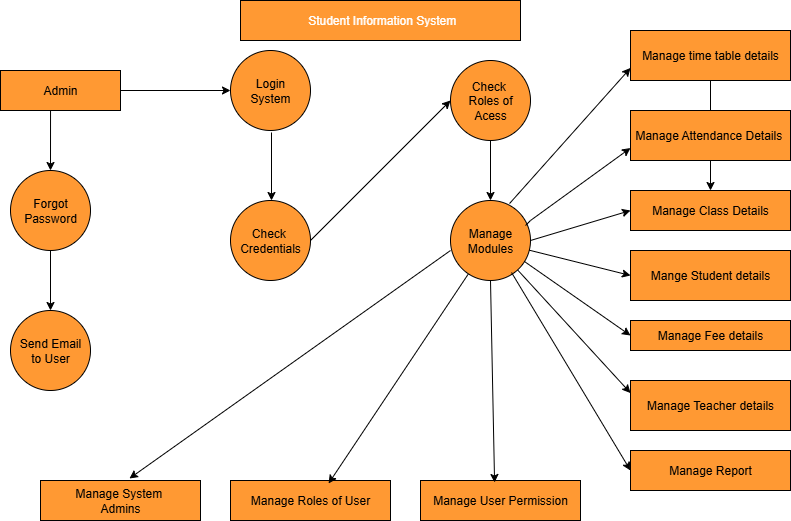 Student Information System
Admin
Login
System
Check
Roles of
Acess
Manage time table details
Manage Attendance Details
Forgot
Password
Check
Credentials
Manage
Modules
Manage Class Details
Mange Student details
Send Email
to User
Manage Fee details
Manage Teacher details
Manage Report
Manage System
Admins
Manage Roles of User
Manage User Permission